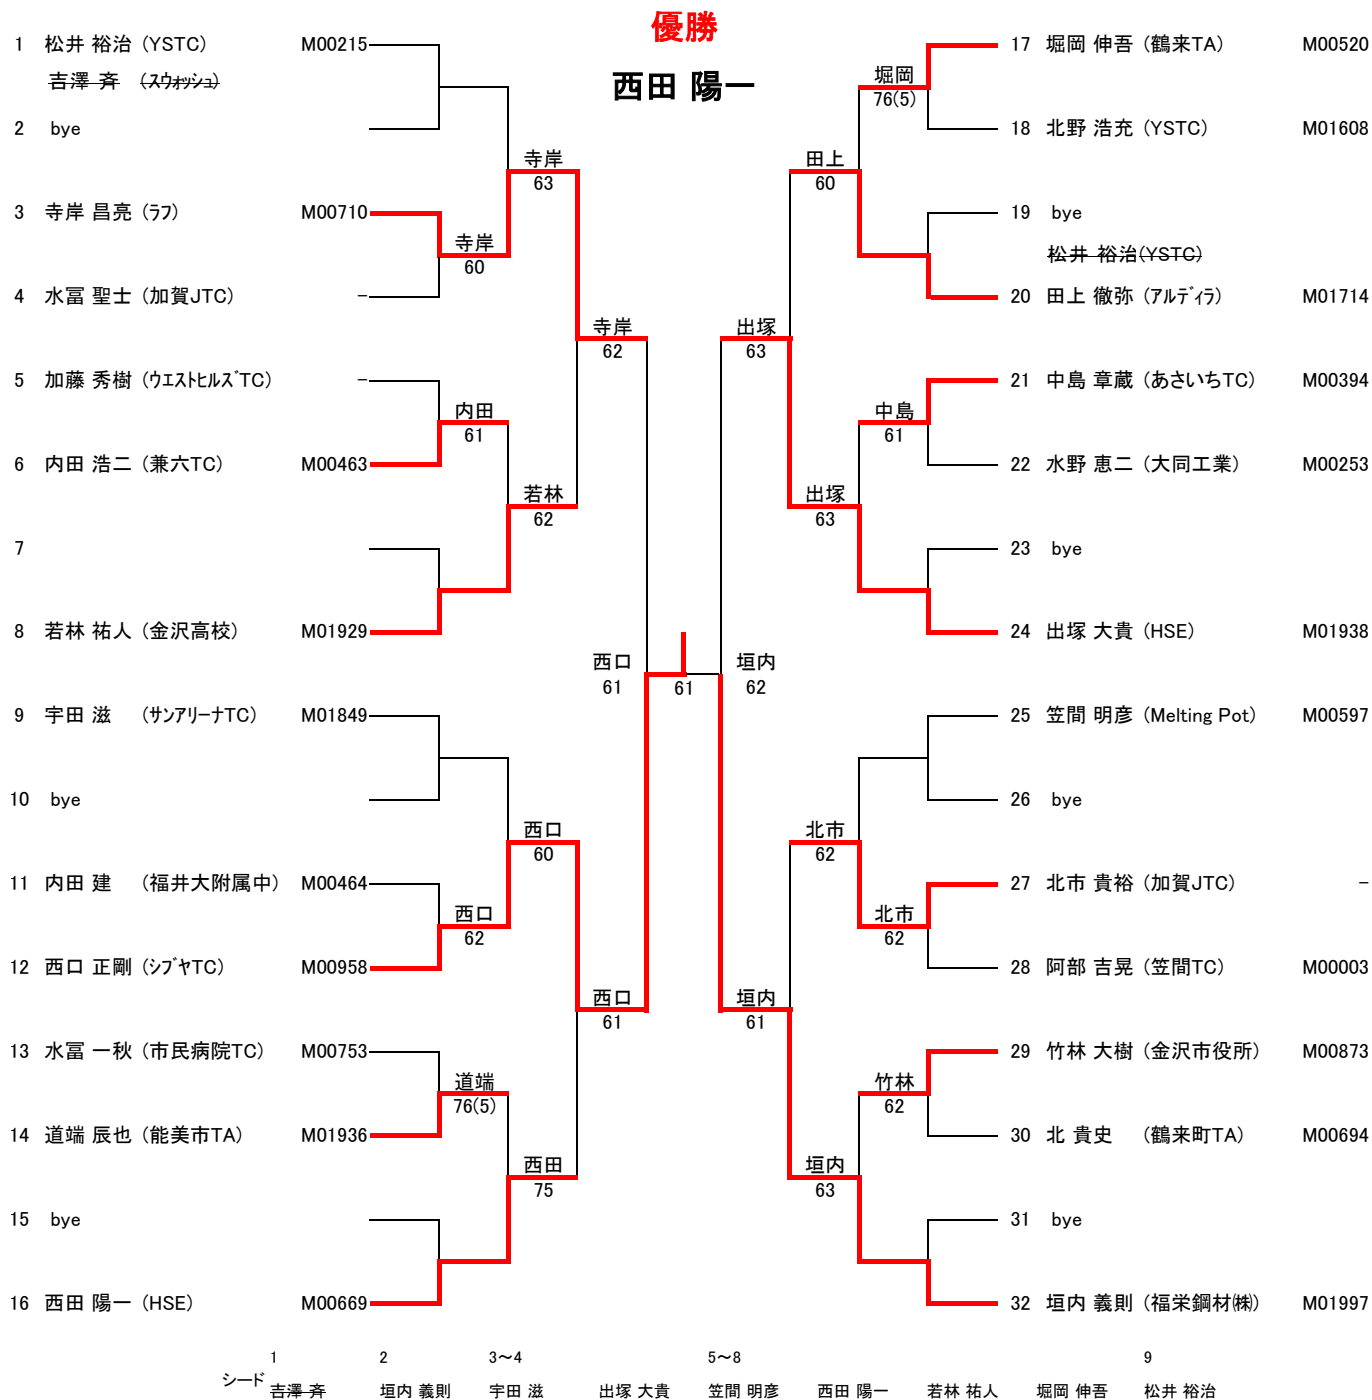 優勝
西田 陽一
1 松井 裕治 (YSTC) M00215
吉澤 斉 (スウォッシュ)
2 bye
寺岸
63
3 寺岸 昌亮 (ラフ) M00710
寺岸
60
4 水冨 聖士 (加賀JTC) −
寺岸
62
5 加藤 秀樹 (ウエストヒルズTC) −
内田
61
6 内田 浩二 (兼六TC) M00463
若林
62
7
8 若林 祐人 (金沢高校) M01929
西口
61
61
9 宇田 滋 (サンアリーナTC) M01849
10 bye
西口
60
11 内田 建 (福井大附属中) M00464
西口
62
12 西口 正剛 (シブヤTC) M00958
西口
61
13 水冨 一秋 (市民病院TC) M00753
道端
76(5)
14 道端 辰也 (能美市TA) M01936
西田
75
15 bye
16 西田 陽一 (HSE) M00669
17 堀岡 伸吾 (鶴来TA) M00520
堀岡
76(5)
18 北野 浩充 (YSTC) M01608
田上
60
19 bye
松井 裕治(YSTC)
20 田上 徹弥 (アルディラ) M01714
出塚
63
21 中島 章蔵 (あさいちTC) M00394
中島
61
22 水野 恵二 (大同工業) M00253
出塚
63
23 bye
24 出塚 大貴 (HSE) M01938
垣内
62
25 笠間 明彦 (Melting Pot) M00597
26 bye
北市
62
27 北市 貴裕 (加賀JTC) −
北市
62
28 阿部 吉晃 (笠間TC) M00003
垣内
61
29 竹林 大樹 (金沢市役所) M00873
竹林
62
30 北 貴史 (鶴来町TA) M00694
垣内
63
31 bye
32 垣内 義則 (福栄鋼材㈱) M01997
1 2 3～4 5～8 9
シード 吉澤 斉 垣内 義則 宇田 滋 出塚 大貴 笠間 明彦 西田 陽一 若林 祐人 堀岡 伸吾 松井 裕治